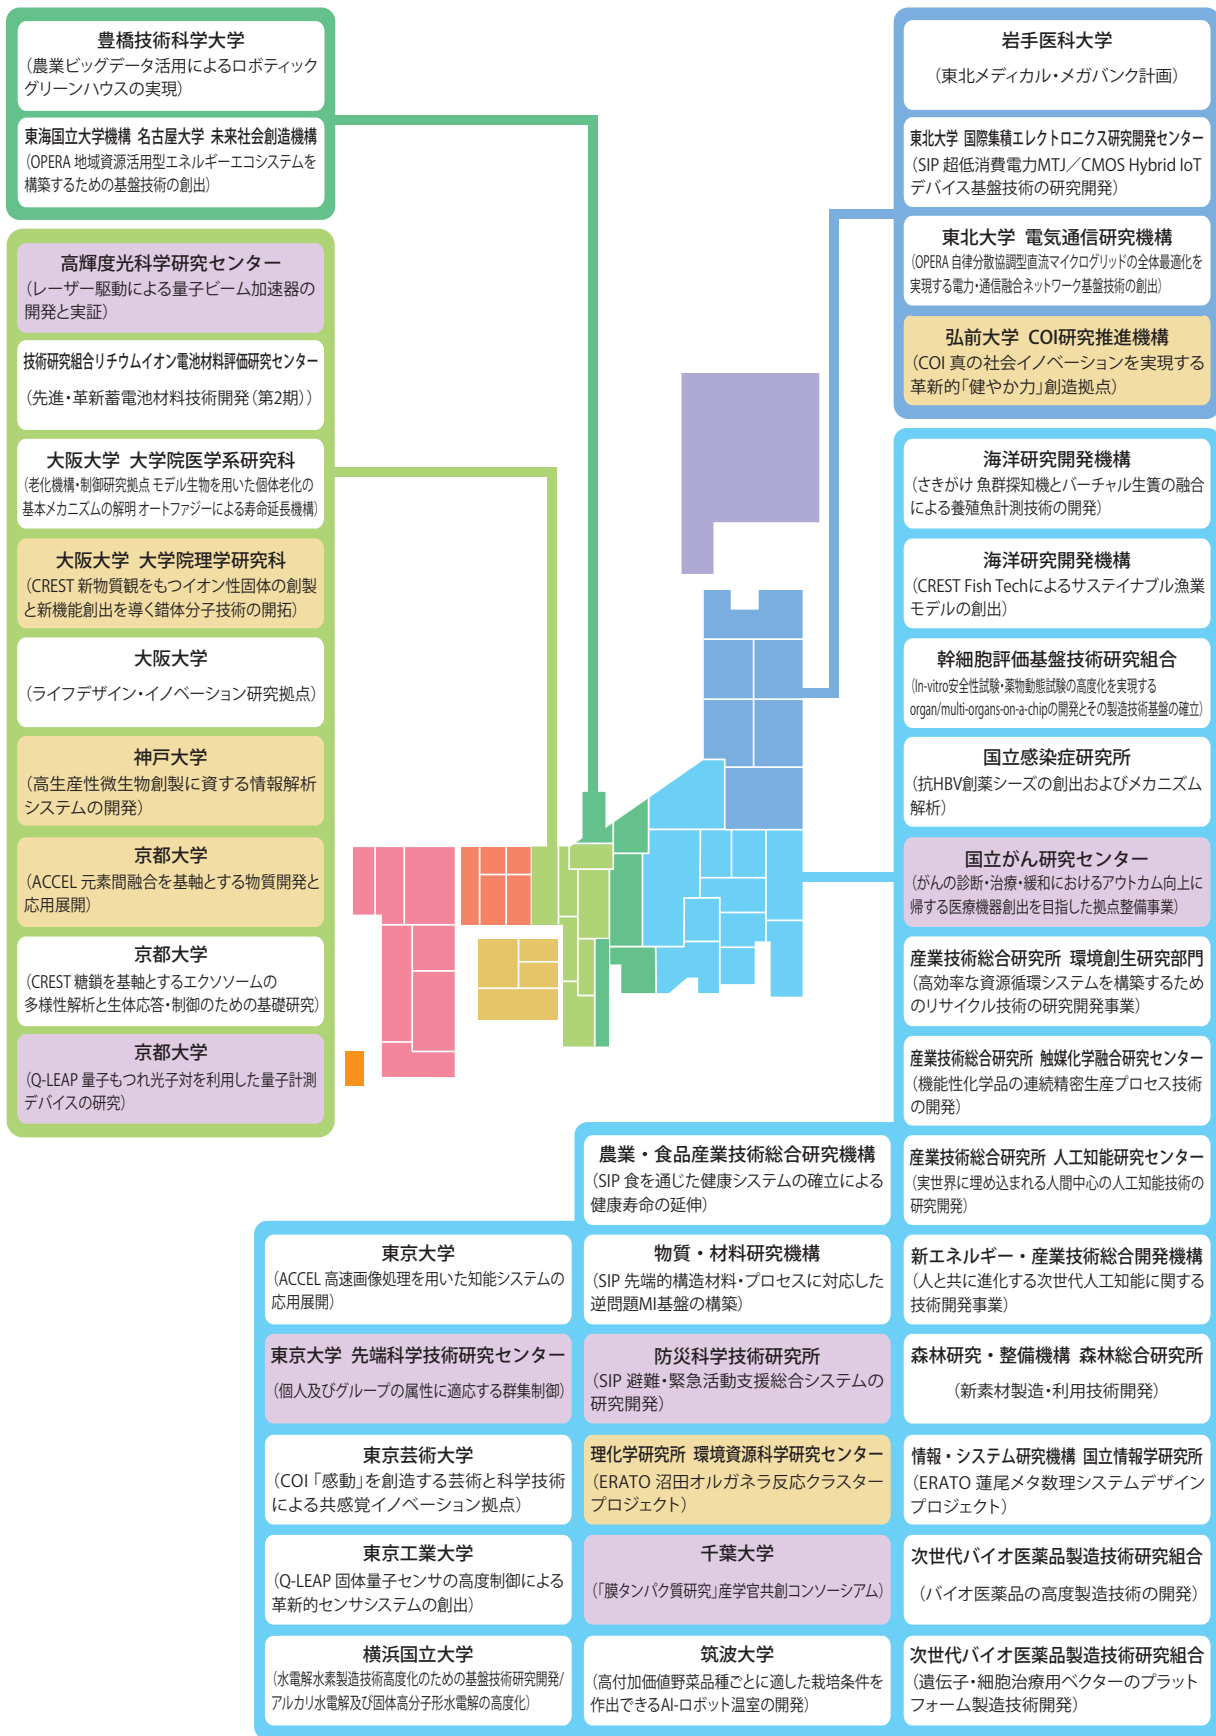 豊橋技術科学大学
(農業ビッグデータ活用によるロボティック
グリーンハウスの実現)
東海国立大学機構 名古屋大学 未来社会創造機構
(OPERA 地域資源活用型エネルギーエコシステムを
構築するための基盤技術の創出)
高輝度光科学研究センター
(レーザー駆動による量子ビーム加速器の
開発と実証)
技術研究組合リチウムイオン電池材料評価研究センター
(先進・革新蓄電池材料技術開発(第2期))
大阪大学 大学院医学系研究科
(老化機構・制御研究拠点 モデル生物を用いた個体老化の
基本メカニズムの解明 オートファジーによる寿命延長機構)
大阪大学 大学院理学研究科
(CREST 新物質観をもつイオン性固体の創製
と新機能創出を導く錯体分子技術の開拓)
大阪大学
(ライフデザイン・イノベーション研究拠点)
神戸大学
(高生産性微生物創製に資する情報解析
システムの開発)
京都大学
(ACCEL 元素間融合を基軸とする物質開発と
応用展開)
京都大学
(CREST 糖鎖を基軸とするエクソソームの
多様性解析と生体応答・制御のための基礎研究)
京都大学
(Q-LEAP 量子もつれ光子対を利用した量子計測
デバイスの研究)
岩手医科大学
(東北メディカル・メガバンク計画)
東北大学 国際集積エレクトロニクス研究開発センター
(SIP 超低消費電力MTJ/CMOS Hybrid IoT
デバイス基盤技術の研究開発)
東北大学 電気通信研究機構
(OPERA 自律分散協調型直流マイクログリッドの全体最適化を
実現する電力・通信融合ネットワーク基盤技術の創出)
弘前大学 COI研究推進機構
(COI 真の社会イノベーションを実現する
革新的「健やか力」創造拠点)
海洋研究開発機構
(さきがけ 魚群探知機とバーチャル生簀の融合
による養殖魚計測技術の開発)
海洋研究開発機構
(CREST Fish Techによるサステイナブル漁業
モデルの創出)
幹細胞評価基盤技術研究組合
(In-vitro安全性試験・薬物動態試験の高度化を実現する
organ/multi-organs-on-a-chipの開発とその製造技術基盤の確立)
国立感染症研究所
(抗HBV創薬シーズの創出およびメカニズム
解析)
国立がん研究センター
(がんの診断・治療・緩和におけるアウトカム向上に
帰する医療機器創出を目指した拠点整備事業)
産業技術総合研究所 環境創生研究部門
(高効率な資源循環システムを構築するため
のリサイクル技術の研究開発事業)
産業技術総合研究所 触媒化学融合研究センター
(機能性化学品の連続精密生産プロセス技術
の開発)
産業技術総合研究所 人工知能研究センター
(実世界に埋め込まれる人間中心の人工知能技術の
研究開発)
新エネルギー・産業技術総合開発機構
(人と共に進化する次世代人工知能に関する
技術開発事業)
森林研究・整備機構 森林総合研究所
(新素材製造・利用技術開発)
情報・システム研究機構 国立情報学研究所
(ERATO 蓮尾メタ数理システムデザイン
プロジェクト)
次世代バイオ医薬品製造技術研究組合
(バイオ医薬品の高度製造技術の開発)
次世代バイオ医薬品製造技術研究組合
(遺伝子・細胞治療用ベクターのプラット
フォーム製造技術開発)
農業・食品産業技術総合研究機構
(SIP 食を通じた健康システムの確立による
健康寿命の延伸)
物質・材料研究機構
(SIP 先端的構造材料・プロセスに対応した
逆問題MI基盤の構築)
防災科学技術研究所
(SIP 避難・緊急活動支援総合システムの
研究開発)
理化学研究所 環境資源科学研究センター
(ERATO 沼田オルガネラ反応クラスター
プロジェクト)
千葉大学
(「膜タンパク質研究」産学官共創コンソーシアム)
筑波大学
(高付加価値野菜品種ごとに適した栽培条件を
作出できるAI-ロボット温室の開発)
東京大学
(ACCEL 高速画像処理を用いた知能システムの
応用展開)
東京大学 先端科学技術研究センター
(個人及びグループの属性に適応する群集制御)
東京芸術大学
(COI 「感動」を創造する芸術と科学技術
による共感覚イノベーション拠点)
東京工業大学
(Q-LEAP 固体量子センサの高度制御による
革新的センサシステムの創出)
横浜国立大学
(水電解水素製造技術高度化のための基盤技術研究開発/
アルカリ水電解及び固体高分子形水電解の高度化)